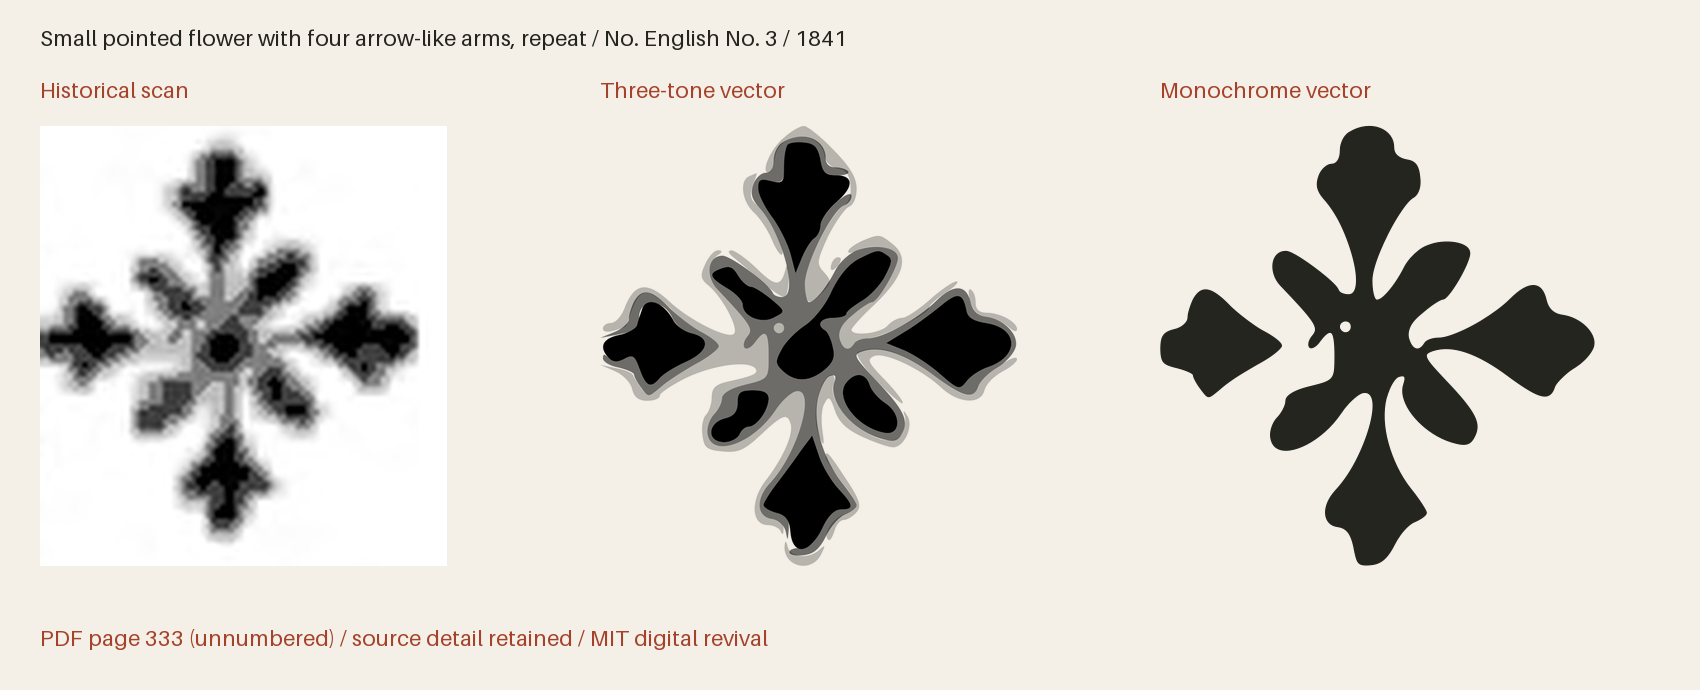 Small pointed flower with four arrow-like arms, repeat / No. English No. 3 / 1841
Historical scan
Three-tone vector
Monochrome vector
PDF page 333 (unnumbered) / source detail retained / MIT digital revival